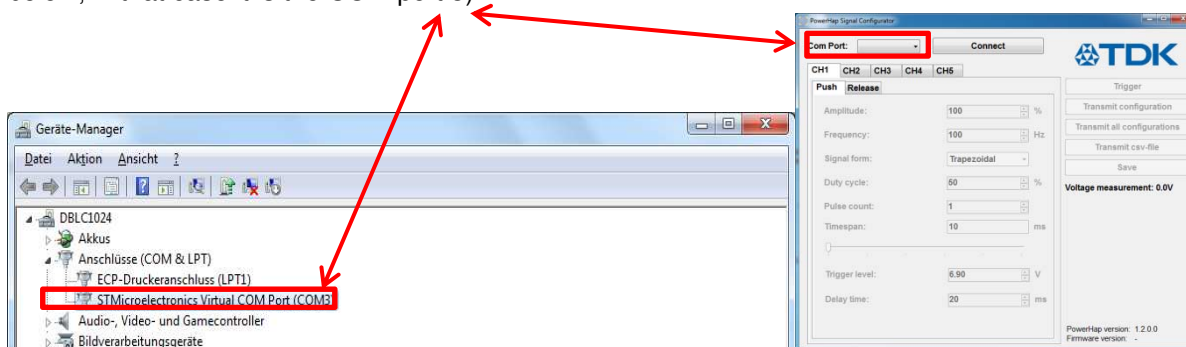 PowerHap Signal Configurator
Com Port:
Connect
TDK
CH1 CH2 CH3 CH4 CH5
Push Release
Amplitude: 100 %
Frequency: 100 Hz
Signal form: Trapezoidal
Duty cycle: 50 %
Pulse count: 1
Timespan: 10 ms
Trigger level: 6.90 V
Delay time: 20 ms
Trigger
Transmit configuration
Transmit all configurations
Transmit csv-file
Save
Voltage measurement: 0.0V
PowerHap version: 1.2.0.0
Firmware version: -
Geräte-Manager
Datei Aktion Ansicht ?
DBLC1024
Akkus
Anschlüsse (COM & LPT)
ECP-Druckeranschluss (LPT1)
STMicroelectronics Virtual COM Port (COM3
Audio-, Video- und Gamecontroller
Bildverarbeitungsgeräte